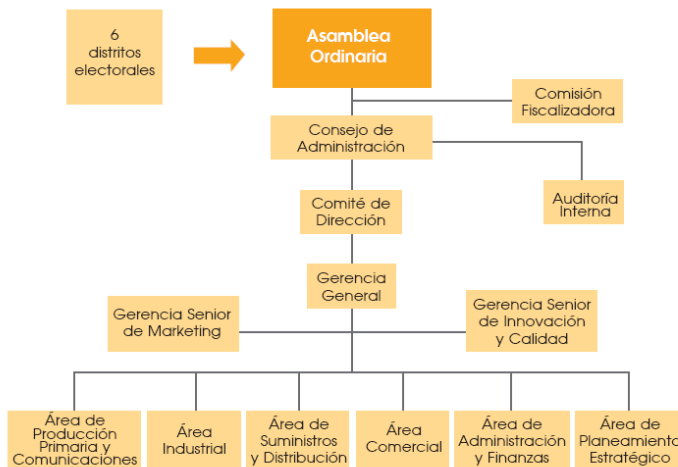 6
distritos
electorales
Asamblea
Ordinaria
Comisión
Fiscalizadora
Consejo de
Administración
Auditoría
Interna
Comité de
Dirección
Gerencia
General
Gerencia Senior
de Marketing
Gerencia Senior
de Innovación
y Calidad
Área de
Producción
Primaria y
Comunicaciones
Área
Industrial
Área de
Suministros
y Distribución
Área
Comercial
Área de
Administración
y Finanzas
Área de
Planeamiento
Estratégico